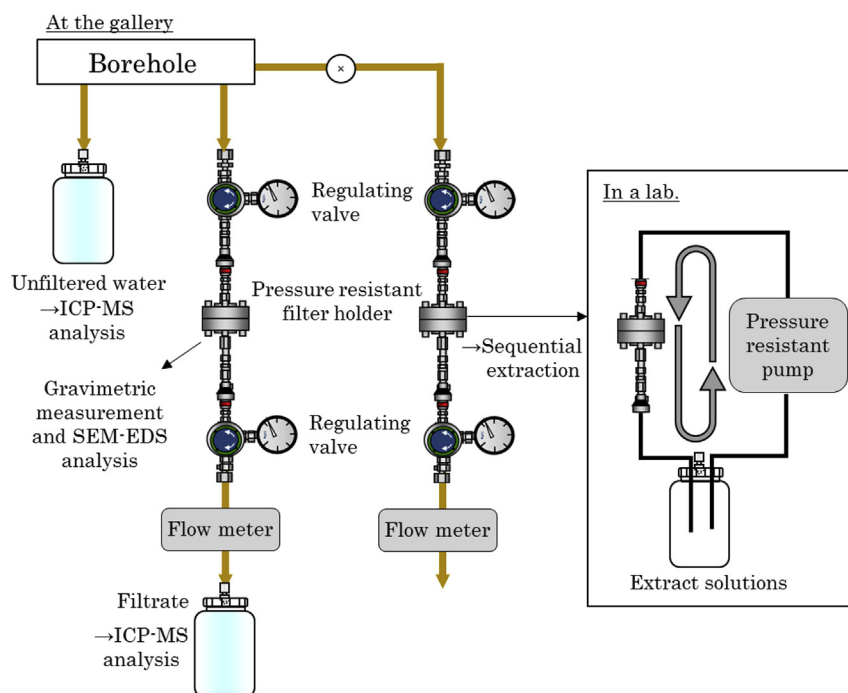 At the gallery
Borehole
×
Regulating
valve
In a lab.
Unfiltered water
→ICP-MS
analysis
Pressure resistant
filter holder
→Sequential
extraction
Pressure
resistant
pump
Gravimetric
measurement
and SEM-EDS
analysis
Regulating
valve
Flow meter
Flow meter
Extract solutions
Filtrate
→ICP-MS
analysis